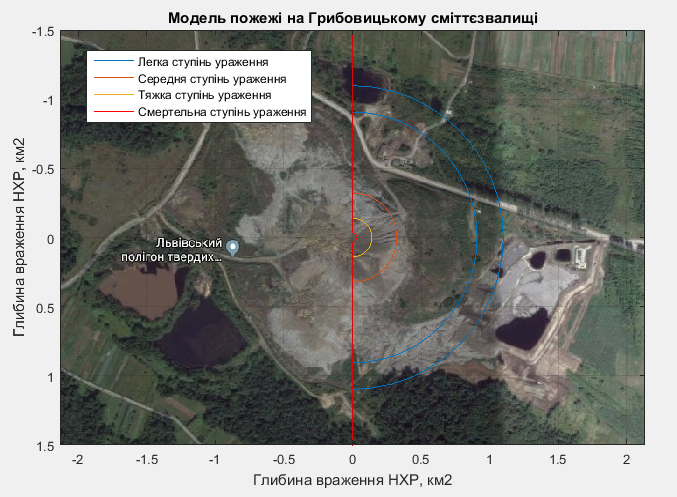 Модель пожежі на Грибовицькому сміттєзвалищі
-1.5
-1
-0.5
0
0.5
1
1.5
Глибина враження НХР, км2
Легка ступінь ураження
Середня ступінь ураження
Тяжка ступінь ураження
Смертельна ступінь ураження
Львівський
полігон твердих...
-2
-1.5
-1
-0.5
0
0.5
1
1.5
2
Глибина враження НХР, км2